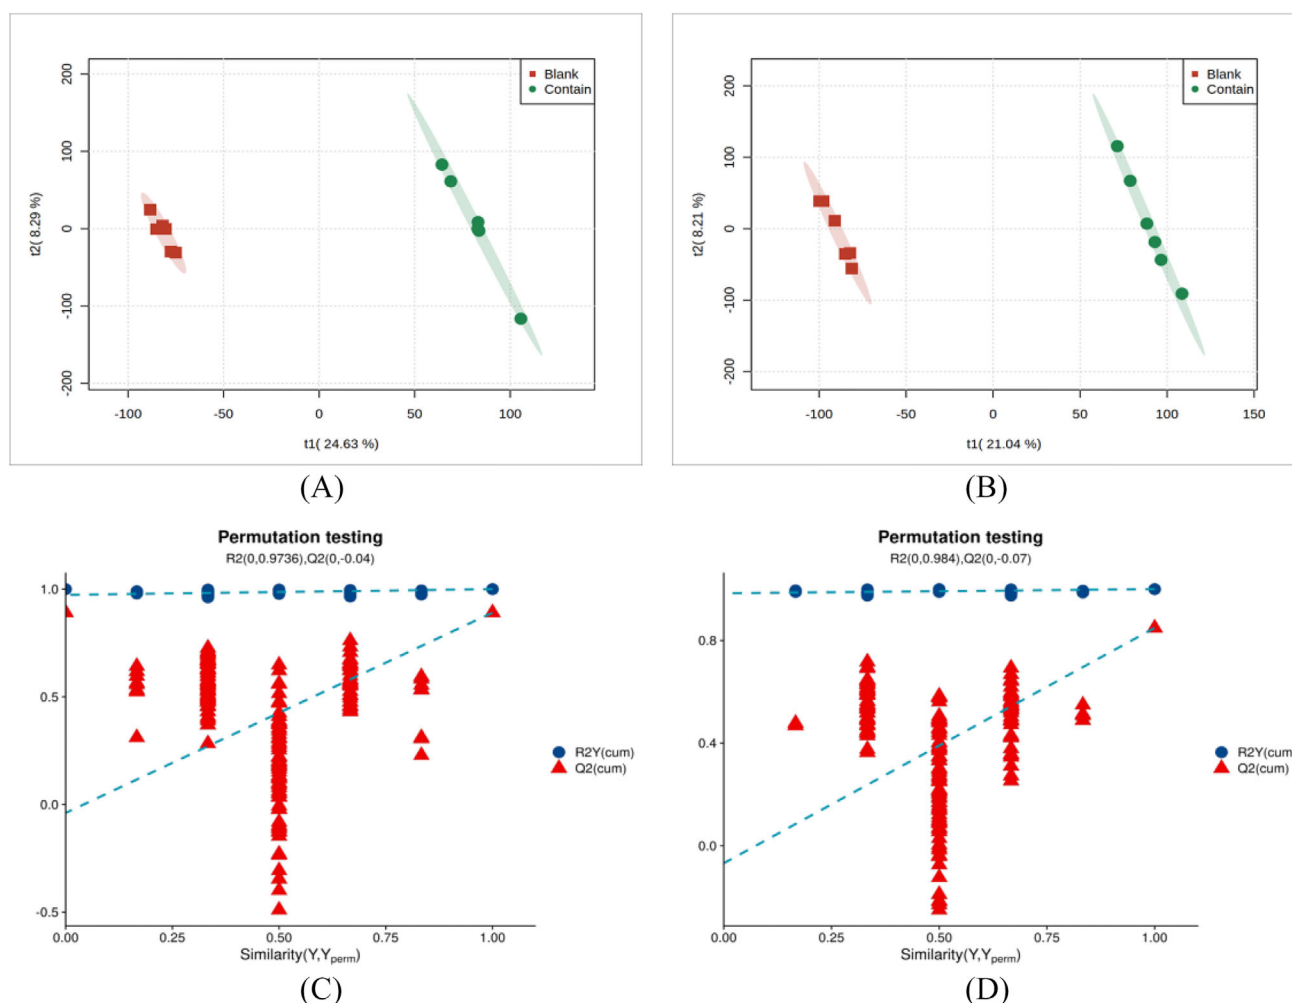 200
100
0
-100
-200
t2( 8.29 %)
Blank
Contain
-100 -50 0 50 100
t1( 24.63 %)
(A)
200
100
0
-100
-200
t2( 8.21 %)
Blank
Contain
-100 -50 0 50 100 150
t1( 21.04 %)
(B)
Permutation testing
R2(0,0.9736),Q2(0,-0.04)
1.0
0.5
0.0
-0.5
R2Y(cum)
Q2(cum)
0.00 0.25 0.50 0.75 1.00
Similarity(Y,Yperm)
(C)
Permutation testing
R2(0,0.984),Q2(0,-0.07)
0.8
0.4
0.0
R2Y(cum)
Q2(cum)
0.00 0.25 0.50 0.75 1.00
Similarity(Y,Yperm)
(D)